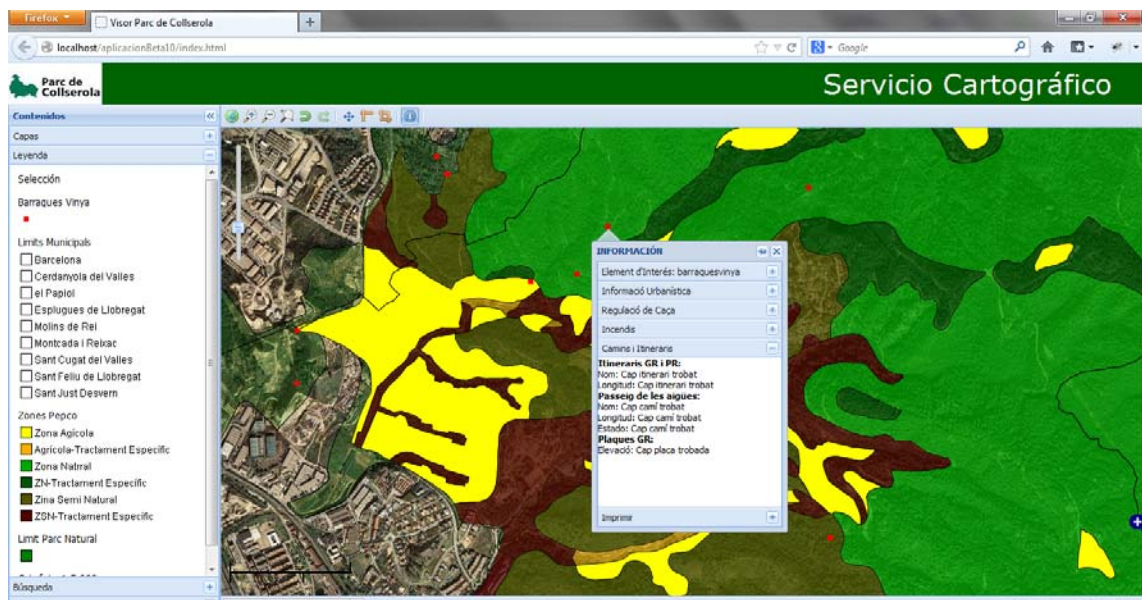 Firefox
Visor Parc de Collserola
localhost/aplicacionBeta10/index.html
Google
Parc de
Collserola
Servicio Cartográfico
Contenidos
Capas
Leyenda
Selección
Barraques Vinya
Limits Municipals
Barcelona
Cerdanyola del Valles
el Papiol
Esplugues de Llobregat
Molins de Rei
Montcada i Reixac
Sant Cugat del Valles
Sant Feliu de Llobregat
Sant Just Desvern
Zones Pepco
Zona Agícola
Agrícola-Tractament Específic
Zona Natrral
ZN-Tractament Específic
Zina Semi Natural
ZSN-Tractament Específic
Limit Parc Natural
Búsqueda
INFORMACIÓN
Element d'Interés: barraquesvinya
Informació Urbanística
Regulació de Caça
Incendis
Camins i Itineraris
Itineraris GR i PR:
Nom: Cap itinerari trobat
Longitud: Cap itinerari trobat
Passeig de les aigües:
Nom: Cap camí trobat
Longitud: Cap camí trobat
Estado: Cap camí trobat
Plaques GR:
Elevació: Cap placa trobada
Imprimir